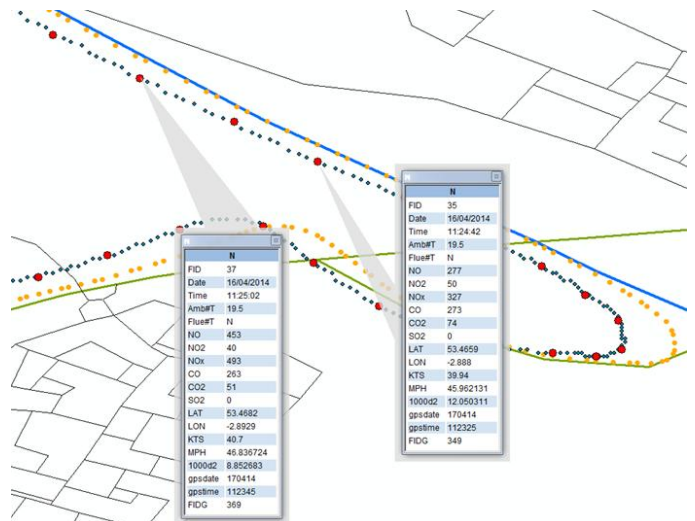 N
FID 37
Date 16/04/2014
Time 11:25:02
Amb#T 19.5
Flue#T N
NO 453
NO2 40
NOx 493
CO 263
CO2 51
SO2 0
LAT 53.4682
LON -2.8929
KTS 40.7
MPH 46.836724
1000d2 8.852683
gpsdate 170414
gpstime 112345
FIDG 369
N
FID 35
Date 16/04/2014
Time 11:24:42
Amb#T 19.5
Flue#T N
NO 277
NO2 50
NOx 327
CO 273
CO2 74
SO2 0
LAT 53.4659
LON -2.888
KTS 39.94
MPH 45.962131
1000d2 12.050311
gpsdate 170414
gpstime 112325
FIDG 349